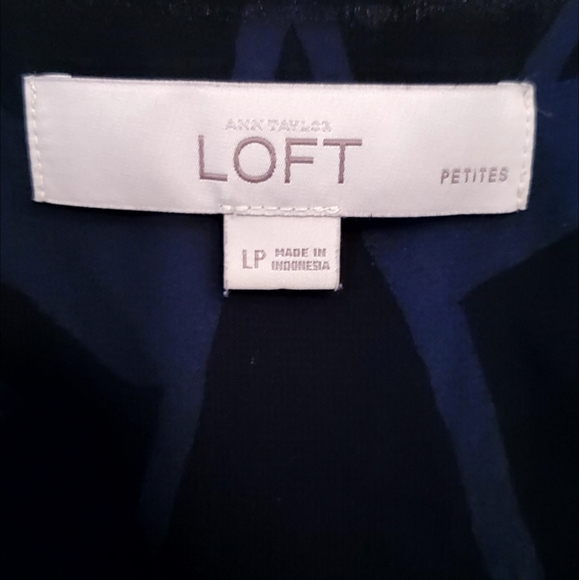 ANN TAYLOR
LOFT
PETITES
LP MADE IN
INDONESIA